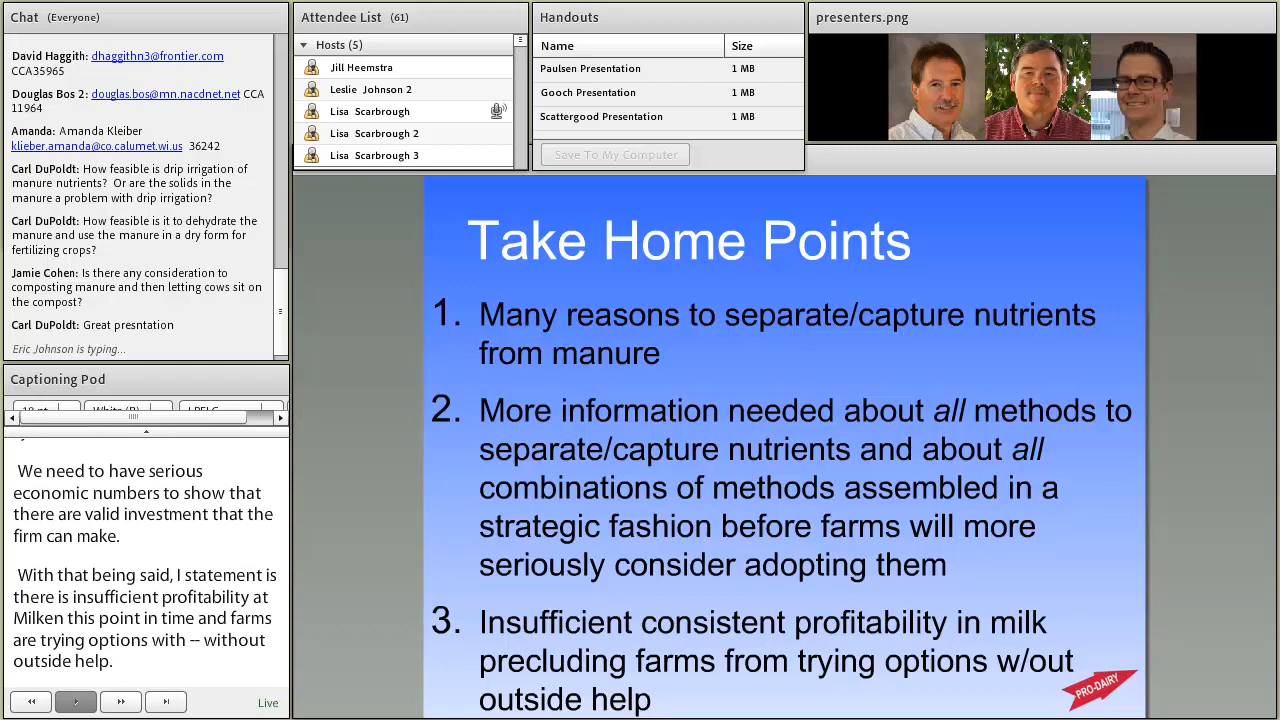 Chat (Everyone)
David Haggith: dhaggithn3@frontier.com
CCA35965
Douglas Bos 2: douglas.bos@mn.nacdnet.net CCA
11964
Amanda: Amanda Kleiber
klieber.amanda@co.calumet.wi.us 36242
Carl DuPoldt: How feasible is drip irrigation of
manure nutrients? Or are the solids in the
manure a problem with drip irrigation?
Carl DuPoldt: How feasible is it to dehydrate the
manure and use the manure in a dry form for
fertilizing crops?
Jamie Cohen: Is there any consideration to
composting manure and then letting cows sit on
the compost?
Carl DuPoldt: Great presntation
Eric Johnson is typing...
Captioning Pod
We need to have serious
economic numbers to show that
there are valid investment that the
firm can make.
With that being said, I statement is
there is insufficient profitability at
Milken this point in time and farms
are trying options with -- without
outside help.
Live
Attendee List (61)
Hosts (5)
Jill Heemstra
Leslie Johnson 2
Lisa Scarbrough
Lisa Scarbrough 2
Lisa Scarbrough 3
Handouts
Name Size
Paulsen Presentation 1 MB
Gooch Presentation 1 MB
Scattergood Presentation 1 MB
Save To My Computer
presenters.png
Take Home Points
1. Many reasons to separate/capture nutrients
from manure
2. More information needed about all methods to
separate/capture nutrients and about all
combinations of methods assembled in a
strategic fashion before farms will more
seriously consider adopting them
3. Insufficient consistent profitability in milk
precluding farms from trying options w/out
outside help
PRO-DAIRY